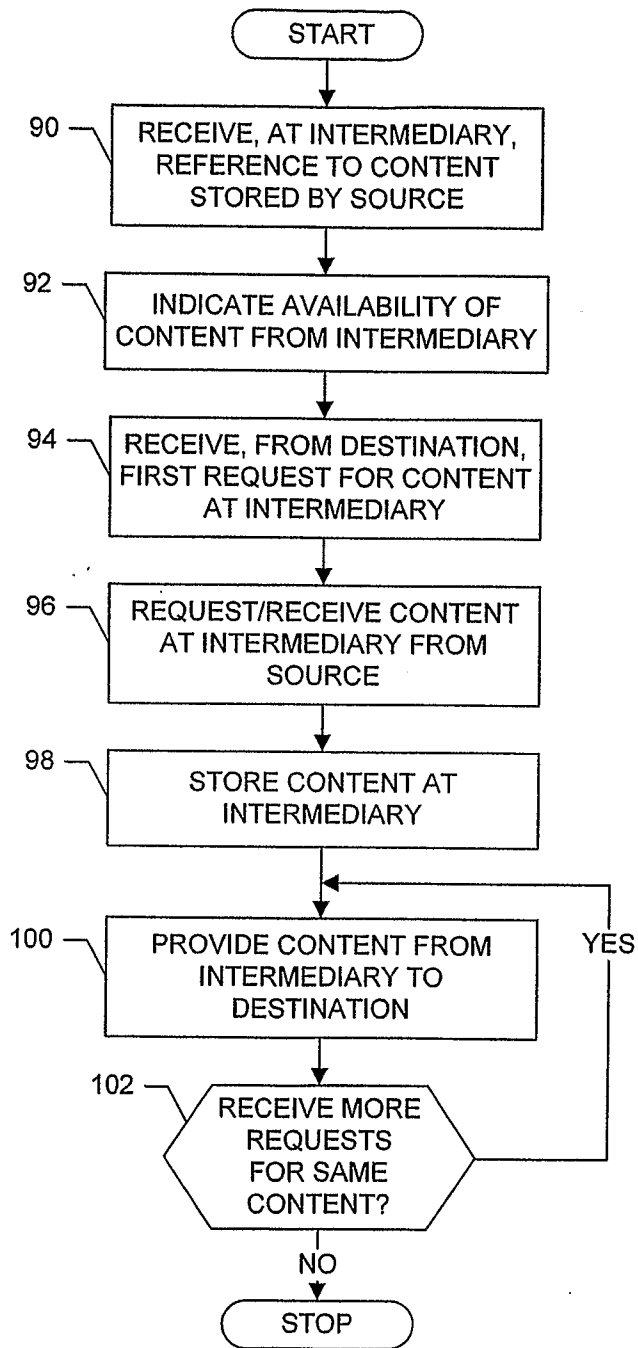 START
90
RECEIVE, AT INTERMEDIARY,
REFERENCE TO CONTENT
STORED BY SOURCE
92
INDICATE AVAILABILITY OF
CONTENT FROM INTERMEDIARY
94
RECEIVE, FROM DESTINATION,
FIRST REQUEST FOR CONTENT
AT INTERMEDIARY
96
REQUEST/RECEIVE CONTENT
AT INTERMEDIARY FROM
SOURCE
98
STORE CONTENT AT
INTERMEDIARY
100
PROVIDE CONTENT FROM
INTERMEDIARY TO
DESTINATION
YES
102
RECEIVE MORE
REQUESTS
FOR SAME
CONTENT?
NO
STOP